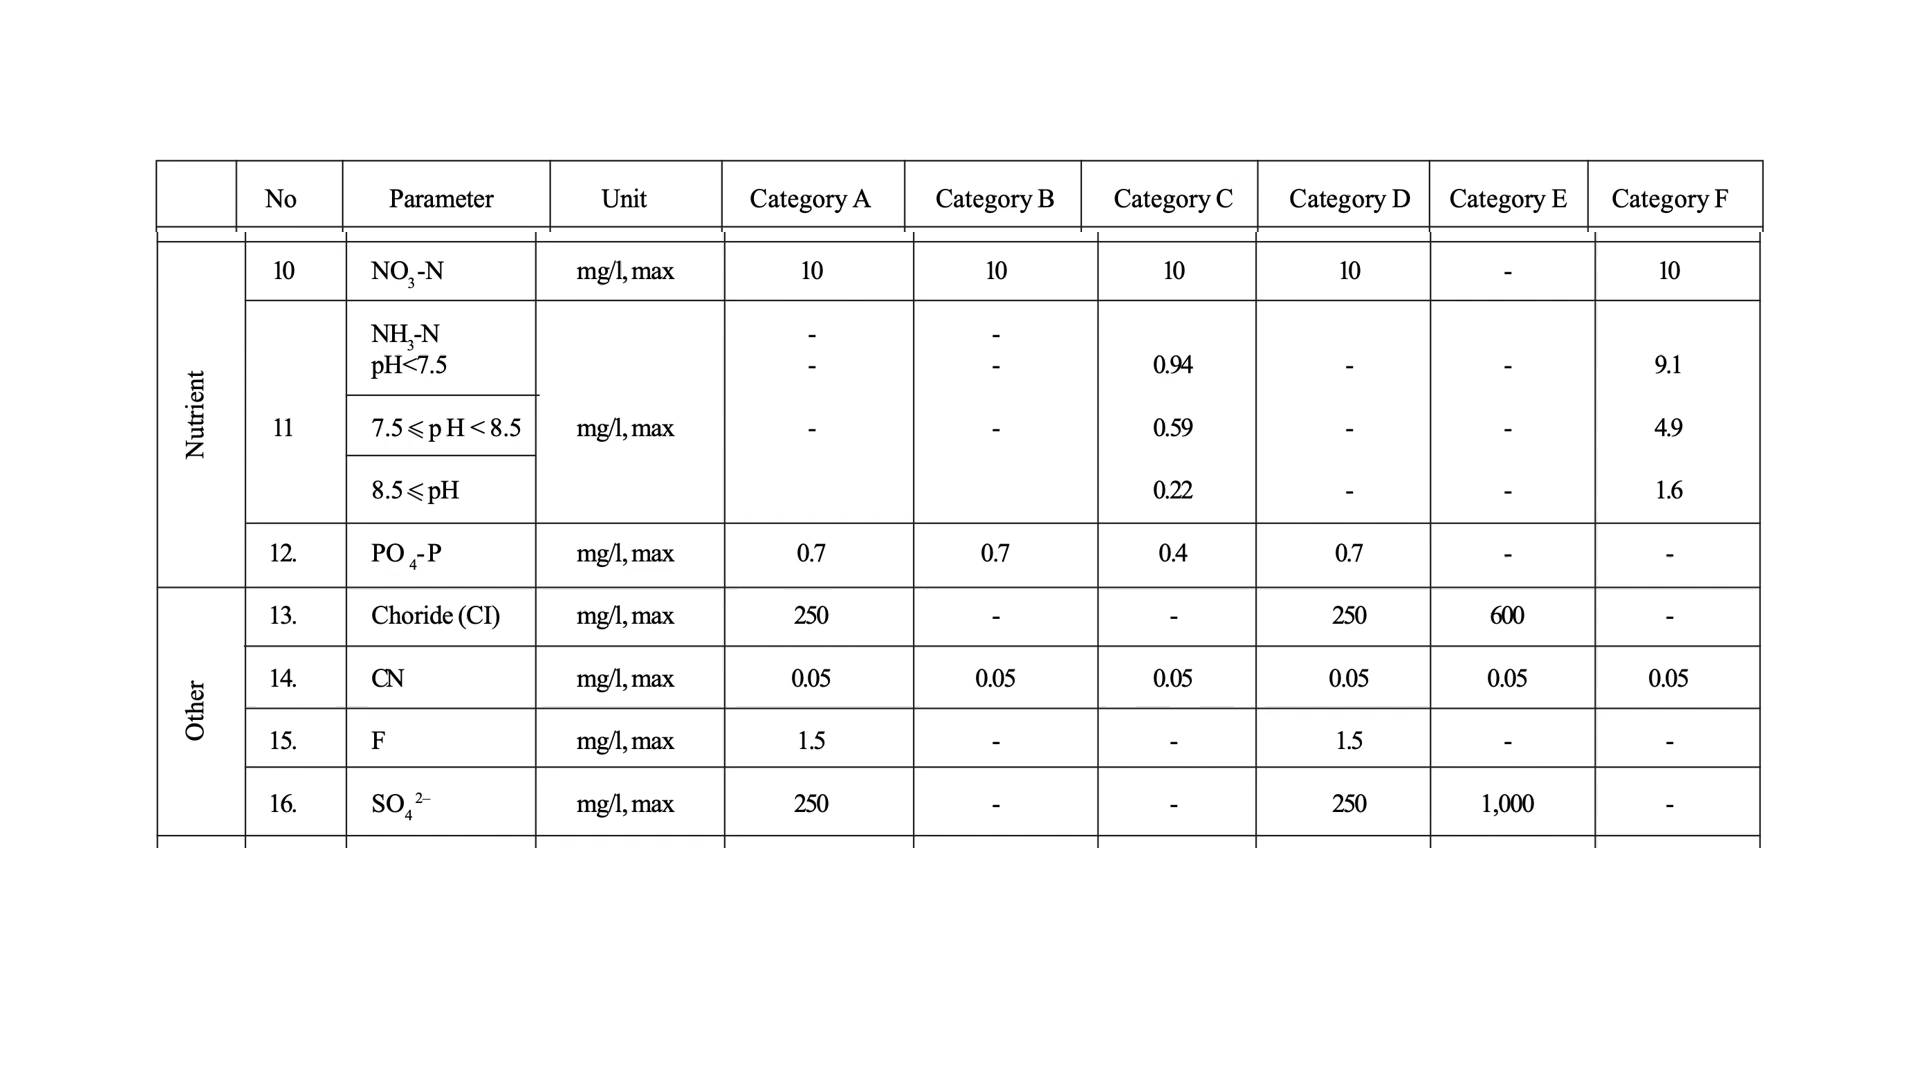 No Parameter Unit Category A Category B Category C Category D Category E Category F
Nutrient
10 NO3-N mg/l, max 10 10 10 10 - 10
NH3-N - -
pH<7.5 - - 0.94 - - 9.1
11 7.5⩽pH<8.5 mg/l, max - - 0.59 - - 4.9
8.5⩽pH 0.22 - - 1.6
12. PO4-P mg/l, max 0.7 0.7 0.4 0.7 - -
Other
13. Choride (CI) mg/l, max 250 - - 250 600 -
14. CN mg/l, max 0.05 0.05 0.05 0.05 0.05 0.05
15. F mg/l, max 1.5 - - 1.5 - -
16. SO4 2– mg/l, max 250 - - 250 1,000 -